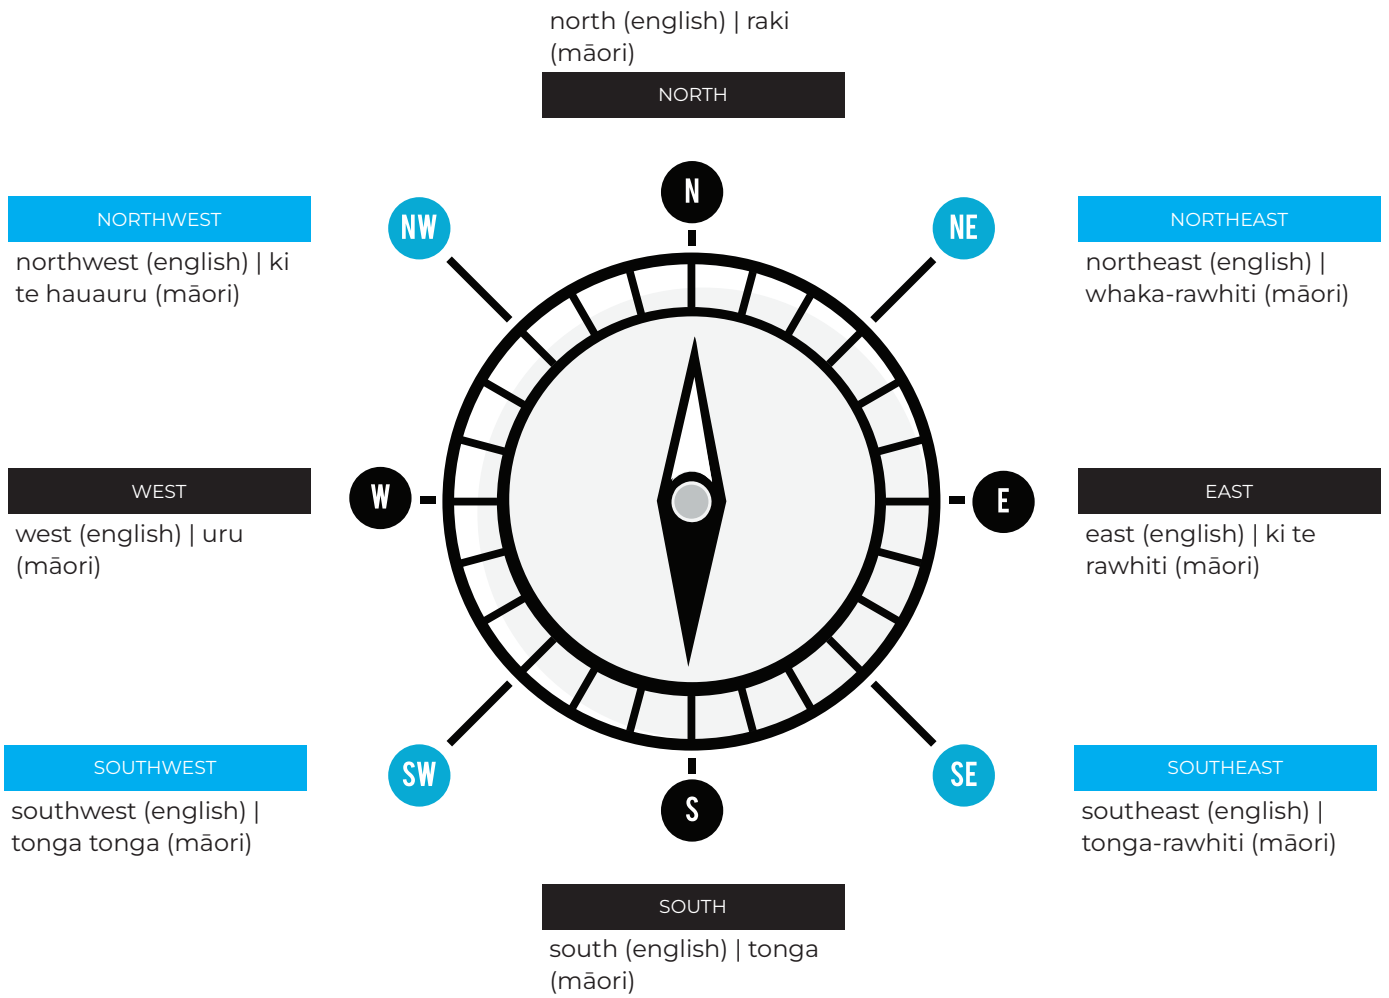 north (english) | raki
(māori)
NORTH
N
NORTHWEST
northwest (english) | ki
te hauauru (māori)
NW
NE
NORTHEAST
northeast (english) |
whaka-rawhiti (māori)
WEST
west (english) | uru
(māori)
W
E
EAST
east (english) | ki te
rawhiti (māori)
SOUTHWEST
southwest (english) |
tonga tonga (māori)
SW
SE
SOUTHEAST
southeast (english) |
tonga-rawhiti (māori)
S
SOUTH
south (english) | tonga
(māori)